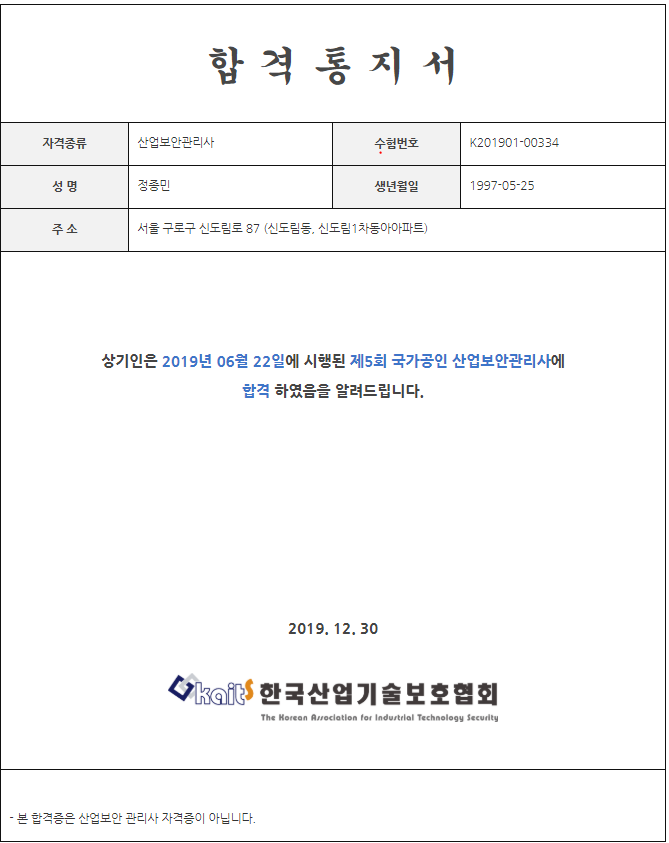 합격통지서
자격종류 산업보안관리사 수험번호 K201901-00334
성 명 정종민 생년월일 1997-05-25
주 소 서울 구로구 신도림로 87 (신도림동, 신도림1차동아아파트)
상기인은 2019년 06월 22일에 시행된 제5회 국가공인 산업보안관리사에
합격 하였음을 알려드립니다.
2019. 12. 30
kaits 한국산업기술보호협회
The Korean Association for Industrial Technology Security
- 본 합격증은 산업보안 관리사 자격증이 아닙니다.